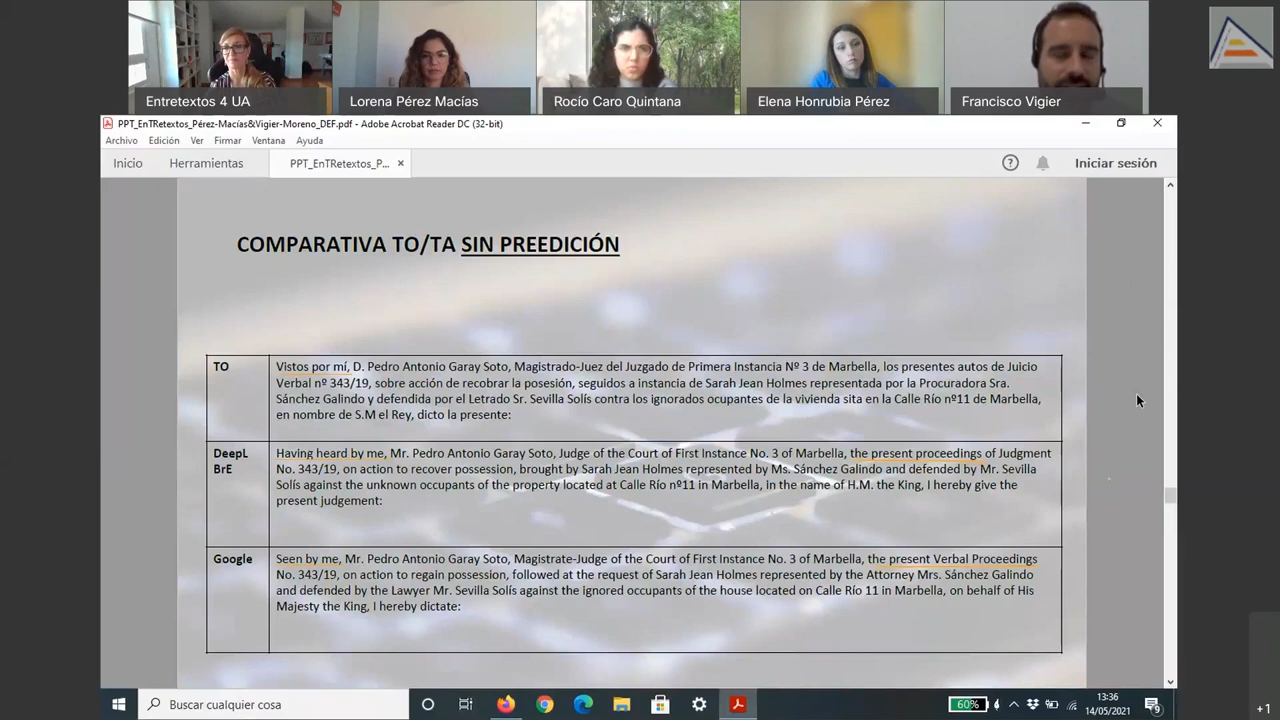 Entretextos 4 UA
Lorena Pérez Macías
Rocío Caro Quintana
Elena Honrubia Pérez
Francisco Vigier
PPT_EnTRetextos_Pérez-Macías&Vigier-Moreno_DEF.pdf - Adobe Acrobat Reader DC (32-bit)
Archivo Edición Ver Firmar Ventana Ayuda
Inicio Herramientas PPT_EnTRetextos_P... × Iniciar sesión
COMPARATIVA TO/TA SIN PREEDICIÓN
TO
Vistos por mí, D. Pedro Antonio Garay Soto, Magistrado-Juez del Juzgado de Primera Instancia Nº 3 de Marbella, los presentes autos de Juicio
Verbal nº 343/19, sobre acción de recobrar la posesión, seguidos a instancia de Sarah Jean Holmes representada por la Procuradora Sra.
Sánchez Galindo y defendida por el Letrado Sr. Sevilla Solís contra los ignorados ocupantes de la vivienda sita en la Calle Río nº11 de Marbella,
en nombre de S.M el Rey, dicto la presente:
DeepL
BrE
Having heard by me, Mr. Pedro Antonio Garay Soto, Judge of the Court of First Instance No. 3 of Marbella, the present proceedings of Judgment
No. 343/19, on action to recover possession, brought by Sarah Jean Holmes represented by Ms. Sánchez Galindo and defended by Mr. Sevilla
Solís against the unknown occupants of the property located at Calle Río nº11 in Marbella, in the name of H.M. the King, I hereby give the
present judgement:
Google
Seen by me, Mr. Pedro Antonio Garay Soto, Magistrate-Judge of the Court of First Instance No. 3 of Marbella, the present Verbal Proceedings
No. 343/19, on action to regain possession, followed at the request of Sarah Jean Holmes represented by the Attorney Mrs. Sánchez Galindo
and defended by the Lawyer Mr. Sevilla Solís against the ignored occupants of the house located on Calle Río 11 in Marbella, on behalf of His
Majesty the King, I hereby dictate:
Buscar cualquier cosa
60%
13:36
14/05/2021
9
+1